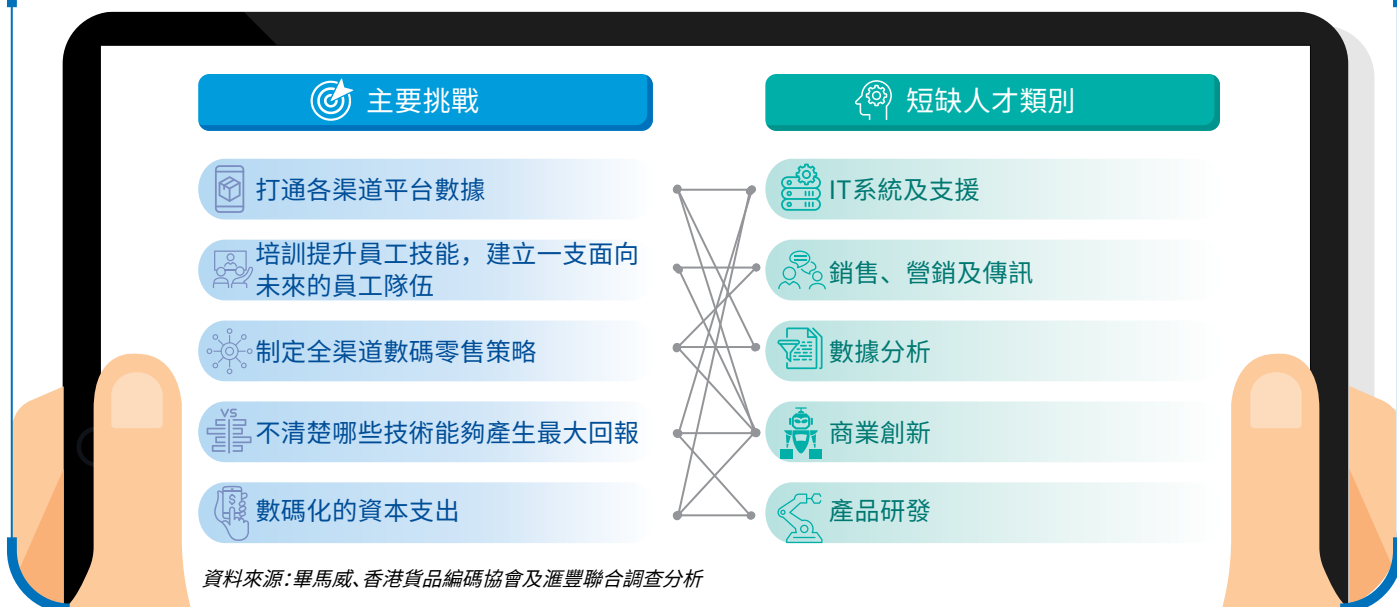 主要挑戰
短缺人才類別
打通各渠道平台數據
IT系統及支援
培訓提升員工技能，建立一支面向
未來的員工隊伍
銷售、營銷及傳訊
制定全渠道數碼零售策略
數據分析
VS
不清楚哪些技術能夠產生最大回報
商業創新
$
數碼化的資本支出
產品研發
資料來源：畢馬威、香港貨品編碼協會及滙豐聯合調查分析